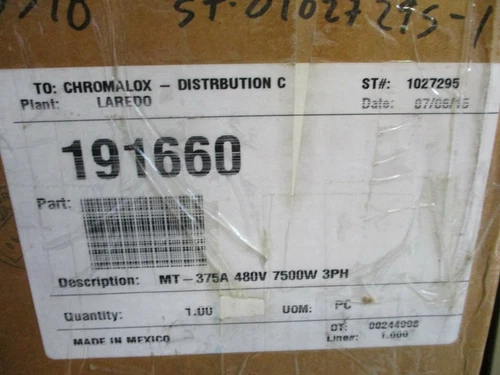 ST-01027295-1
TO: CHROMALOX - DISTRBUTION C ST#: 1027295
Plant: LAREDO Date: 07/06/15
191660
Part:
Description: MT-375A 480V 7500W 3PH
Quantity: 1.00 UOM: PC
OT: 00244998
MADE IN MEXICO Line#: 1.000